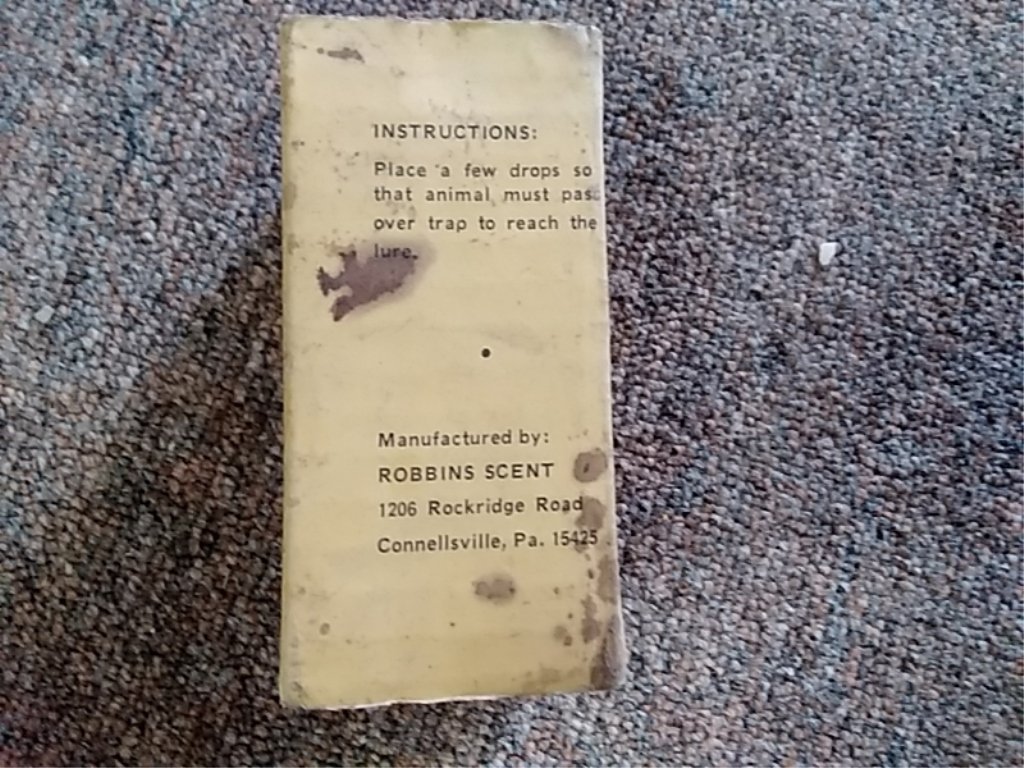 INSTRUCTIONS:
Place a few drops so
that animal must pas
over trap to reach the
lure.
Manufactured by:
ROBBINS SCENT
1206 Rockridge Road
Connellsville, Pa. 15425